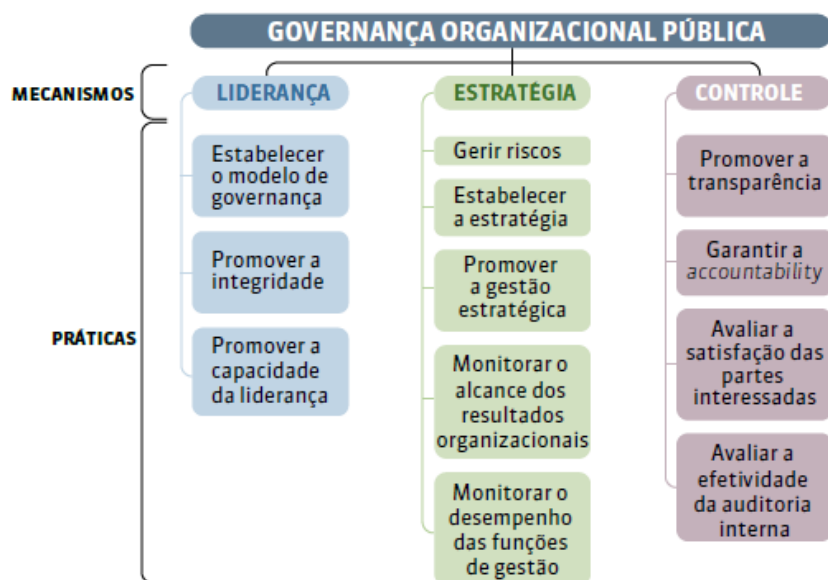 GOVERNANÇA ORGANIZACIONAL PÚBLICA
MECANISMOS
LIDERANÇA
ESTRATÉGIA
CONTROLE
PRÁTICAS
Estabelecer
o modelo de
governança
Promover a
integridade
Promover a
capacidade
da liderança
Gerir riscos
Estabelecer
a estratégia
Promover
a gestão
estratégica
Monitorar o
alcance dos
resultados
organizacionais
Monitorar o
desempenho
das funções
de gestão
Promover a
transparência
Garantir a
accountability
Avaliar a
satisfação das
partes
interessadas
Avaliar a
efetividade
da auditoria
interna